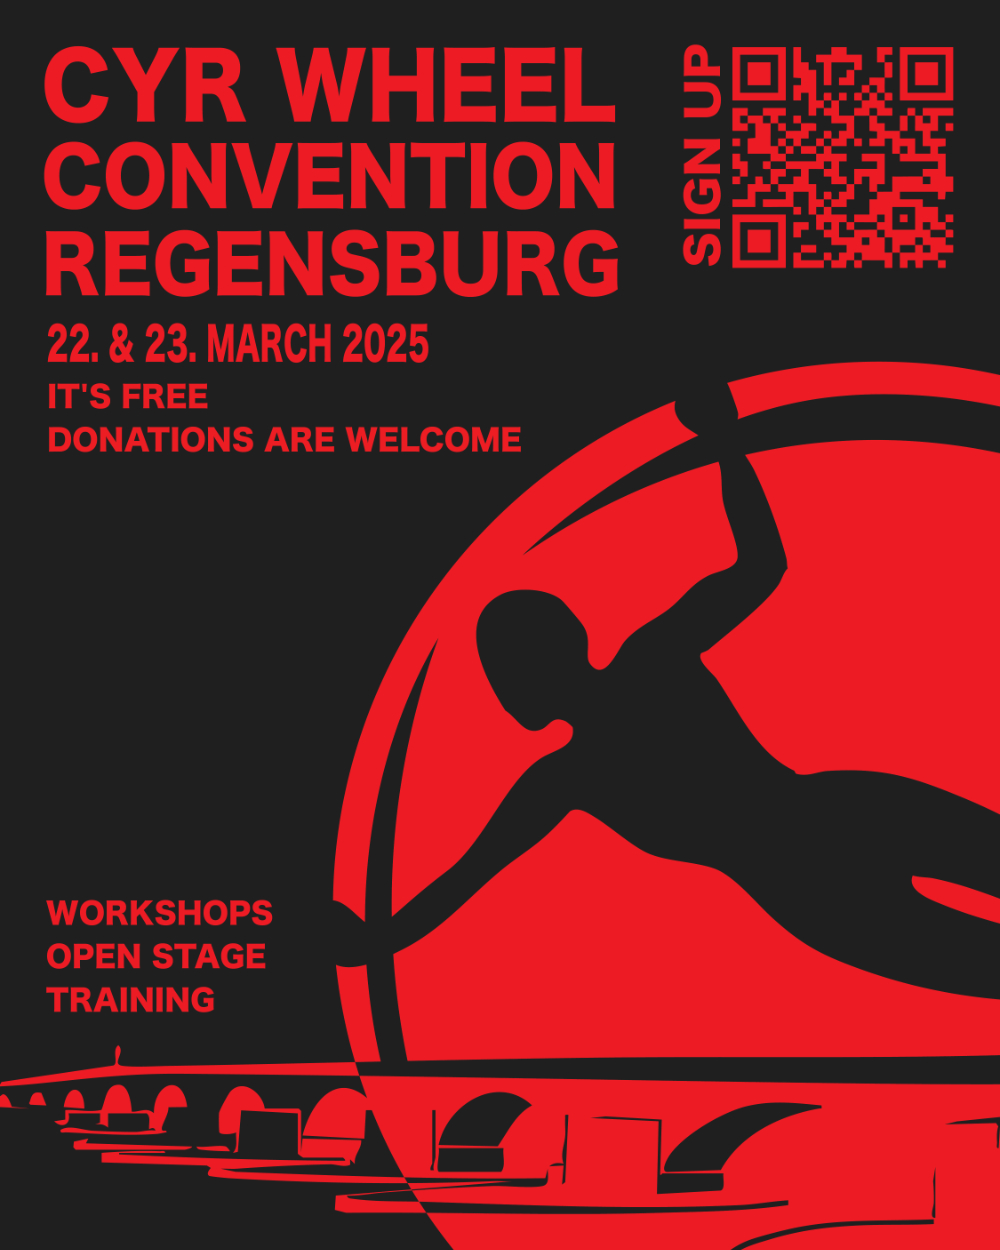 CYR WHEEL
CONVENTION
REGENSBURG
22. & 23. MARCH 2025
IT'S FREE
DONATIONS ARE WELCOME
SIGN UP
WORKSHOPS
OPEN STAGE
TRAINING